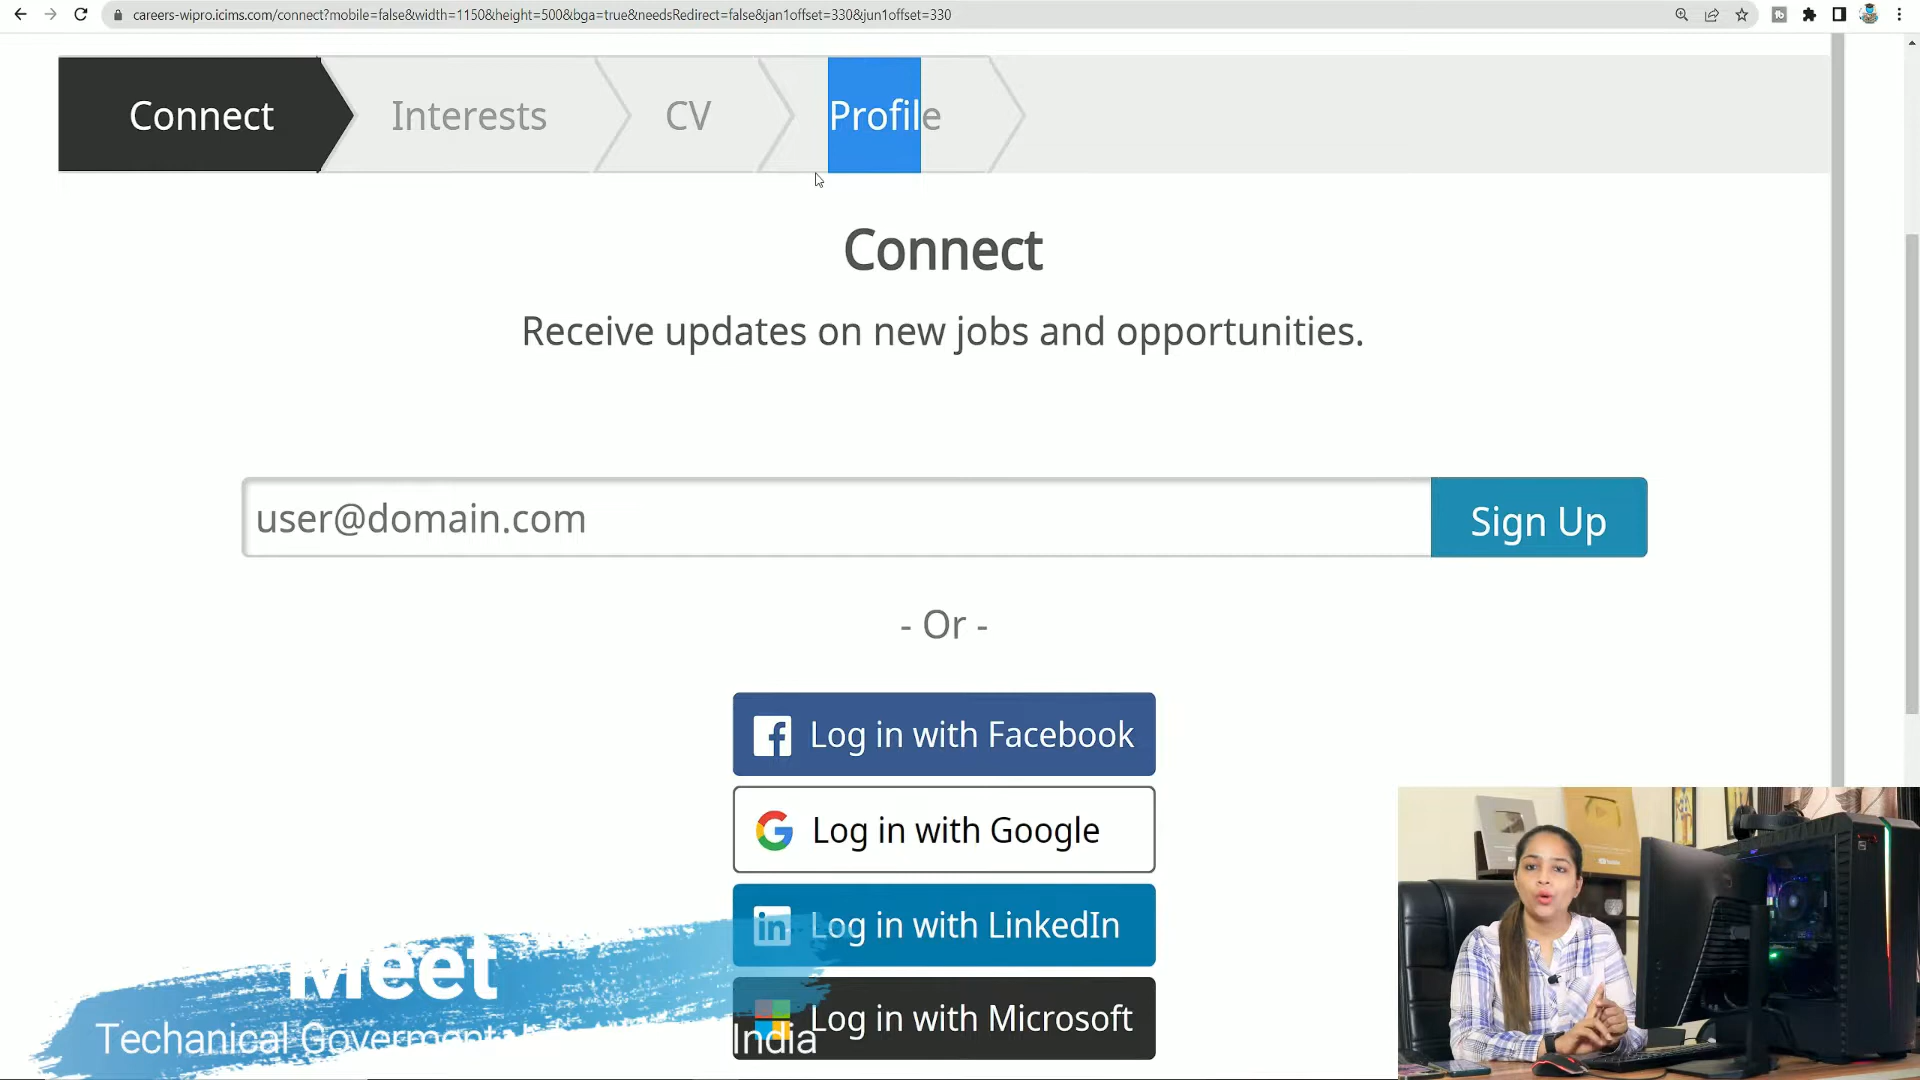 careers-wipro.icims.com/connect?mobile=false&width=1150&height=500&bga=true&needsRedirect=false&jan1offset=330&jun1offset=330
Connect
Interests
CV
Profile
Connect
Receive updates on new jobs and opportunities.
user@domain.com
Sign Up
- Or -
Log in with Facebook
Log in with Google
Log in with LinkedIn
Log in with Microsoft
Meet
Techanical Goverment India